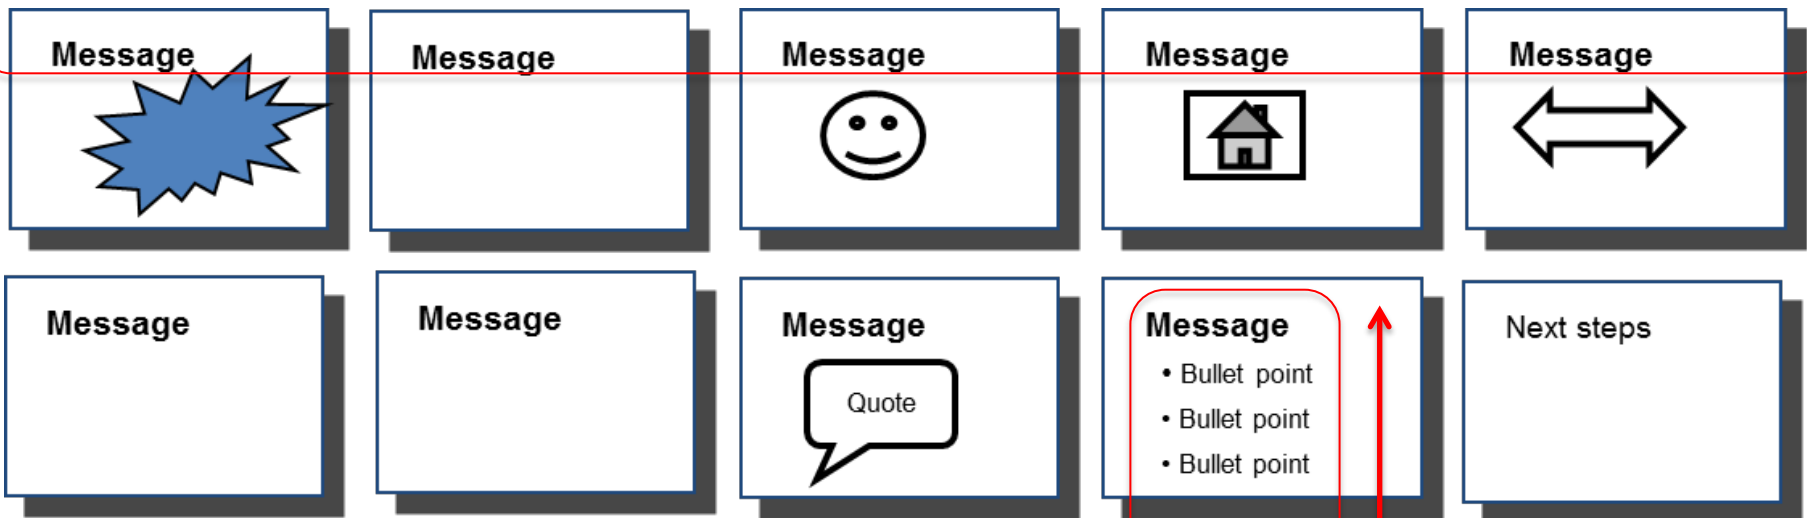 Message
Message
Message
Message
Message
Message
Message
Message
Quote
Message
• Bullet point
• Bullet point
• Bullet point
Next steps